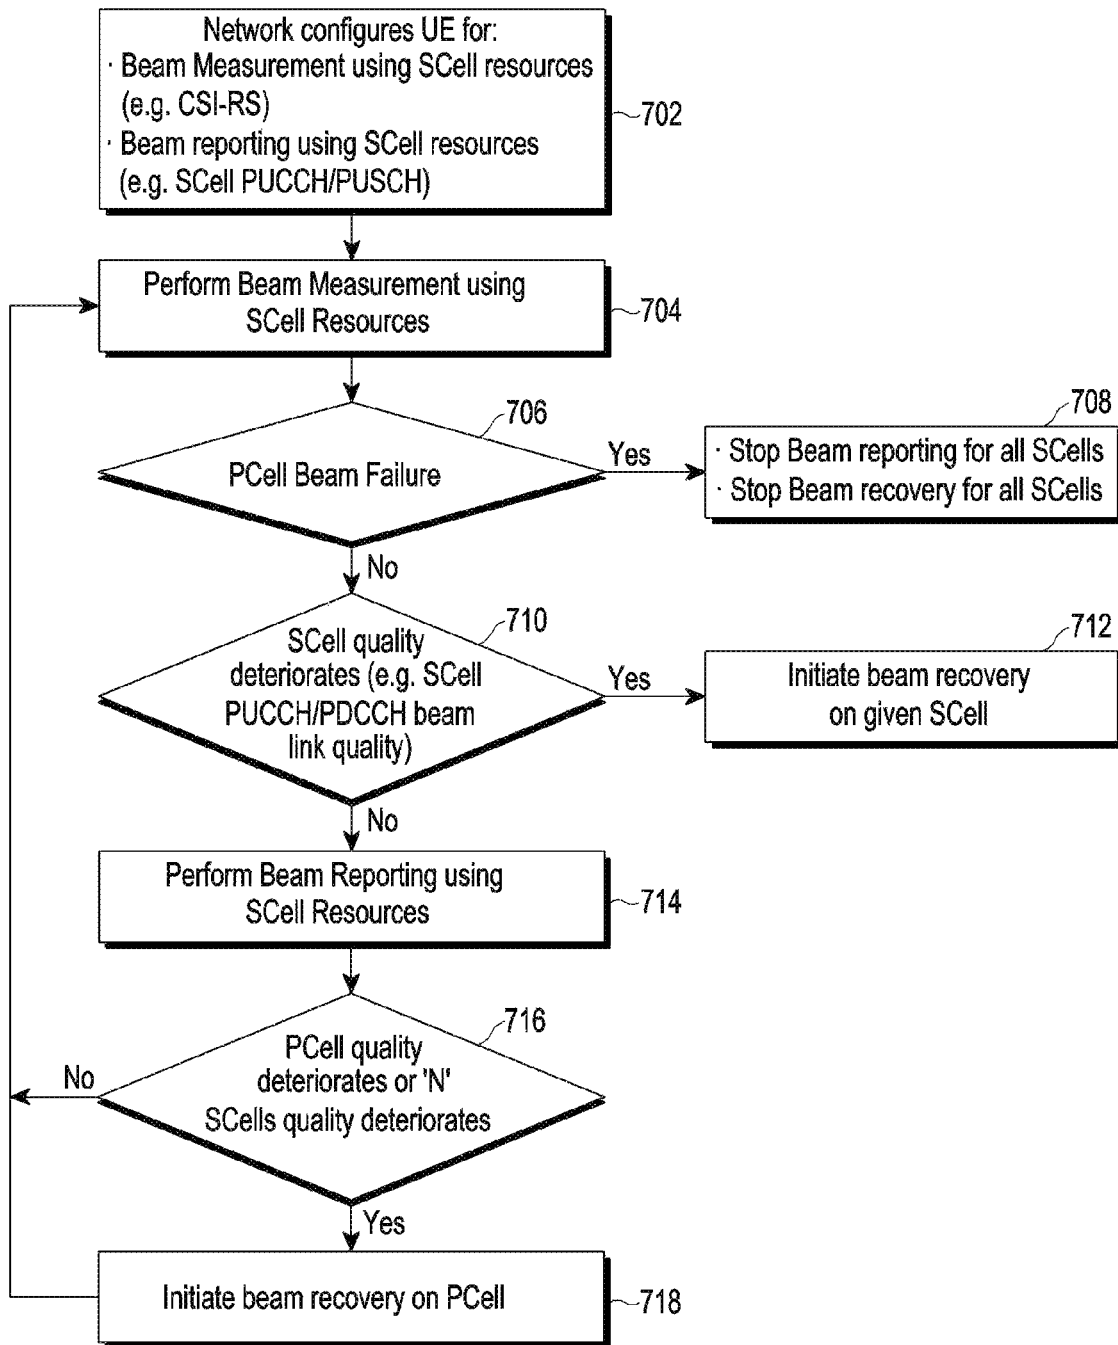 Network configures UE for:
· Beam Measurement using SCell resources
(e.g. CSI-RS)
· Beam reporting using SCell resources
(e.g. SCell PUCCH/PUSCH)
702
Perform Beam Measurement using
SCell Resources
704
706
PCell Beam Failure
Yes
708
· Stop Beam reporting for all SCells
· Stop Beam recovery for all SCells
No
710
SCell quality
deteriorates (e.g. SCell
PUCCH/PDCCH beam
link quality)
Yes
712
Initiate beam recovery
on given SCell
No
Perform Beam Reporting using
SCell Resources
714
716
PCell quality
deteriorates or 'N'
SCells quality deteriorates
No
Yes
Initiate beam recovery on PCell
718